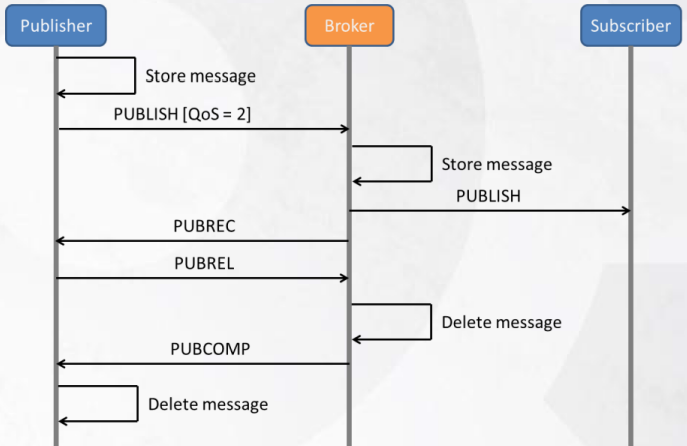 Publisher
Broker
Subscriber
Store message
PUBLISH [QoS = 2]
Store message
PUBLISH
PUBREC
PUBREL
Delete message
PUBCOMP
Delete message